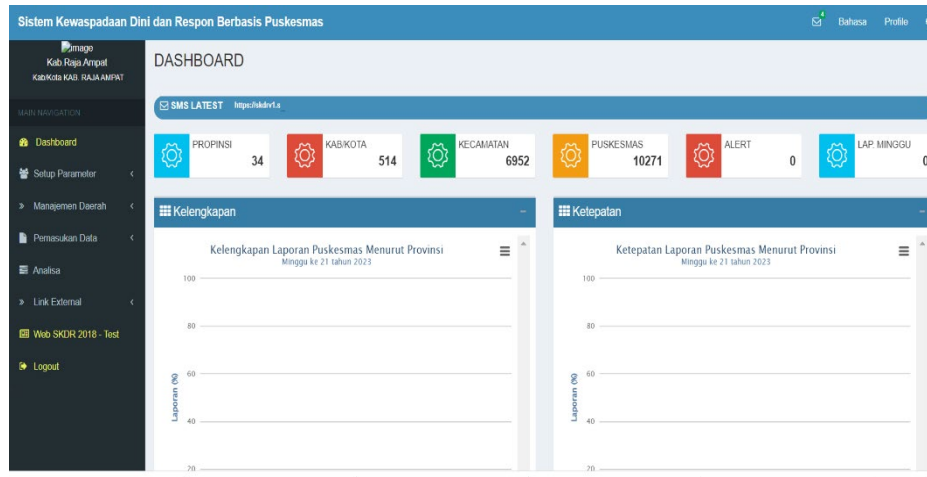 Sistem Kewaspadaan Dini dan Respon Berbasis Puskesmas
4
Bahasa Profile
image
Kab.Raja Ampat
Kab/Kota KAB. RAJA AMPAT
MAIN NAVIGATION
Dashboard
Setup Parameter
Manajemen Daerah
Pemasukan Data
Analisa
Link External
Web SKDR 2018 - Test
Logout
DASHBOARD
SMS LATEST https://skdrv1.s
PROPINSI
34
KAB/KOTA
514
KECAMATAN
6952
PUSKESMAS
10271
ALERT
0
LAP. MINGGU
0
Kelengkapan
Kelengkapan Laporan Puskesmas Menurut Provinsi
Minggu ke 21 tahun 2023
Laporan (%)
100
80
60
40
20
Ketepatan
Ketepatan Laporan Puskesmas Menurut Provinsi
Minggu ke 21 tahun 2023
Laporan (%)
100
80
60
40
20